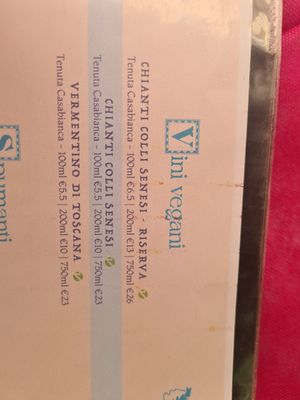 Vini vegani
CHIANTI COLLI SENESI - RISERVA
Tenuta Casabianca – 100ml €6.5 | 200ml €13 | 750ml €26
CHIANTI COLLI SENESI
Tenuta Casabianca – 100ml €5.5 | 200ml €10 | 750ml €23
VERMENTINO DI TOSCANA
Tenuta Casabianca – 100ml €5.5 | 200ml €10 | 750ml €23
Spumanti